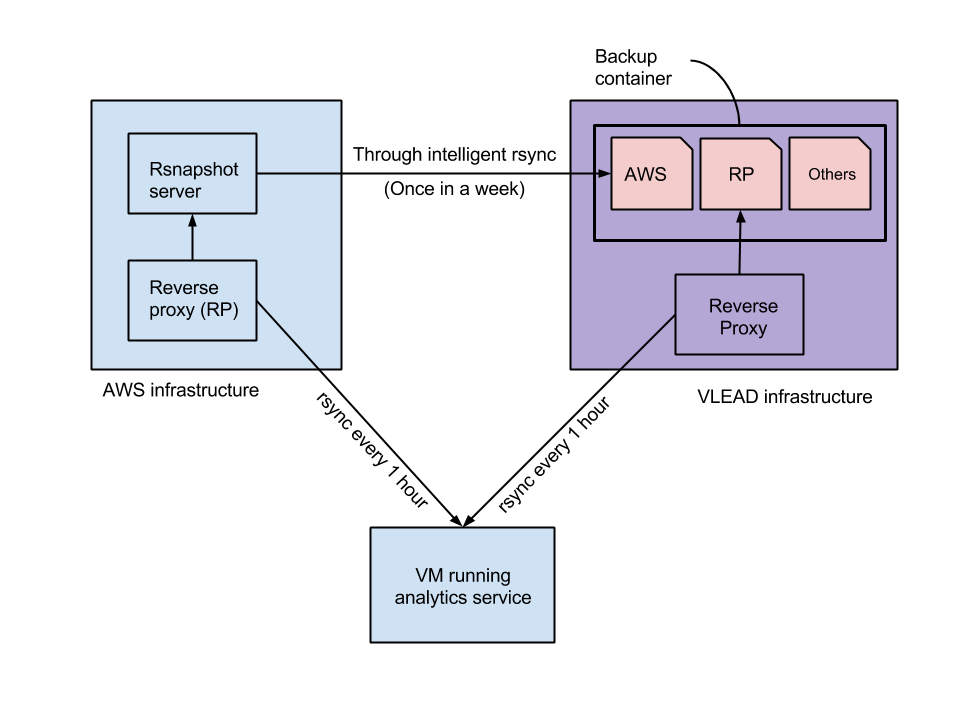 Backup
container
Rsnapshot
server
Through intelligent rsync
(Once in a week)
AWS
RP
Others
Reverse
proxy (RP)
Reverse
Proxy
AWS infrastructure
VLEAD infrastructure
rsync every 1 hour
rsync every 1 hour
VM running
analytics service